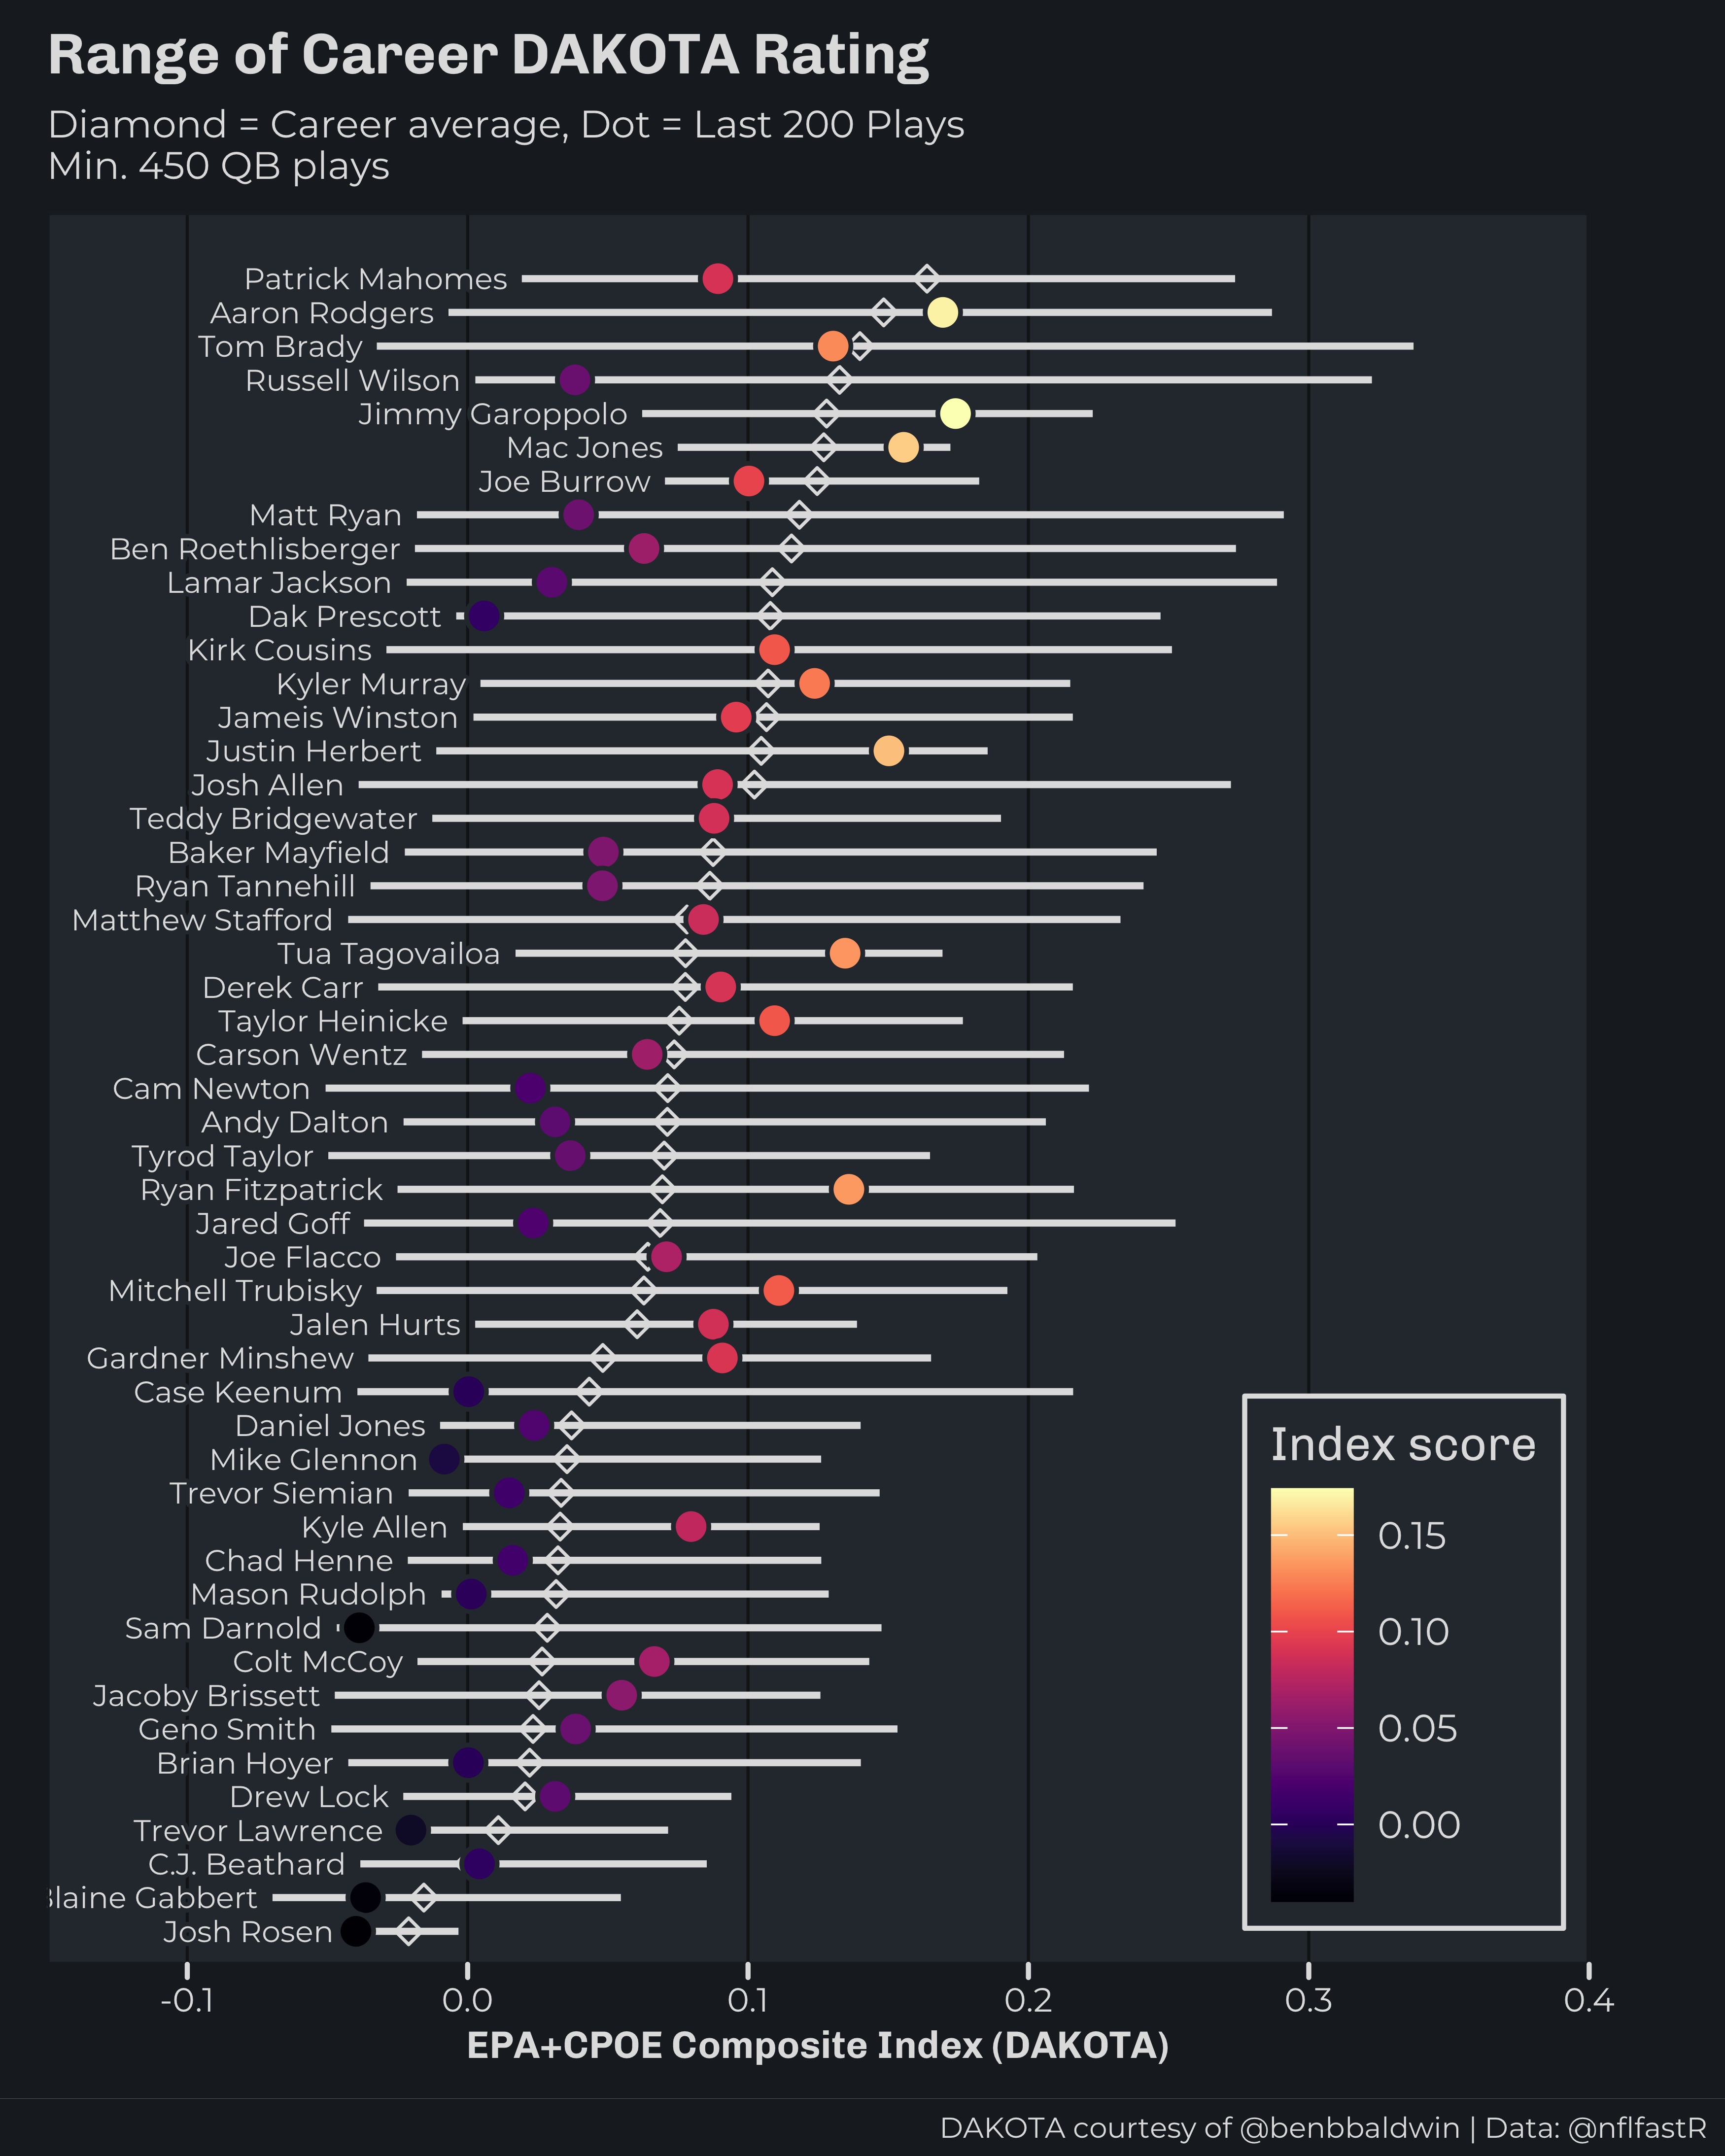 Range of Career DAKOTA Rating
Diamond = Career average, Dot = Last 200 Plays
Min. 450 QB plays
Patrick Mahomes
Aaron Rodgers
Tom Brady
Russell Wilson
Jimmy Garoppolo
Mac Jones
Joe Burrow
Matt Ryan
Ben Roethlisberger
Lamar Jackson
Dak Prescott
Kirk Cousins
Kyler Murray
Jameis Winston
Justin Herbert
Josh Allen
Teddy Bridgewater
Baker Mayfield
Ryan Tannehill
Matthew Stafford
Tua Tagovailoa
Derek Carr
Taylor Heinicke
Carson Wentz
Cam Newton
Andy Dalton
Tyrod Taylor
Ryan Fitzpatrick
Jared Goff
Joe Flacco
Mitchell Trubisky
Jalen Hurts
Gardner Minshew
Case Keenum
Daniel Jones
Mike Glennon
Trevor Siemian
Kyle Allen
Chad Henne
Mason Rudolph
Sam Darnold
Colt McCoy
Jacoby Brissett
Geno Smith
Brian Hoyer
Drew Lock
Trevor Lawrence
C.J. Beathard
Blaine Gabbert
Josh Rosen
Index score
0.15
0.10
0.05
0.00
-0.1 0.0 0.1 0.2 0.3 0.4
EPA+CPOE Composite Index (DAKOTA)
DAKOTA courtesy of @benbbaldwin | Data: @nflfastR